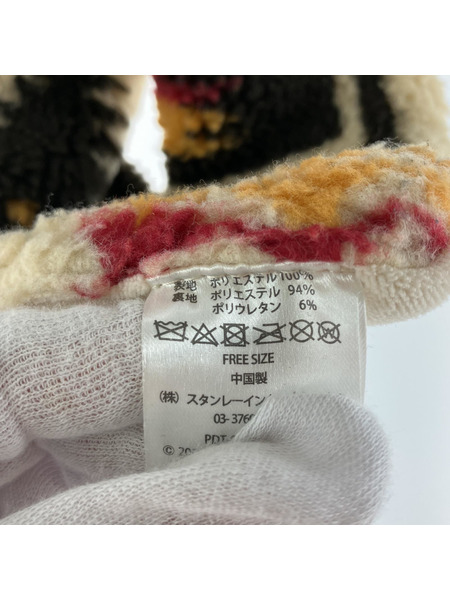 表地 ポリエステル 100%
裏地 ポリエステル 94%
ポリウレタン 6%
FREE SIZE
中国製
(株) スタンレーイン
03-376
PDT-
© 20